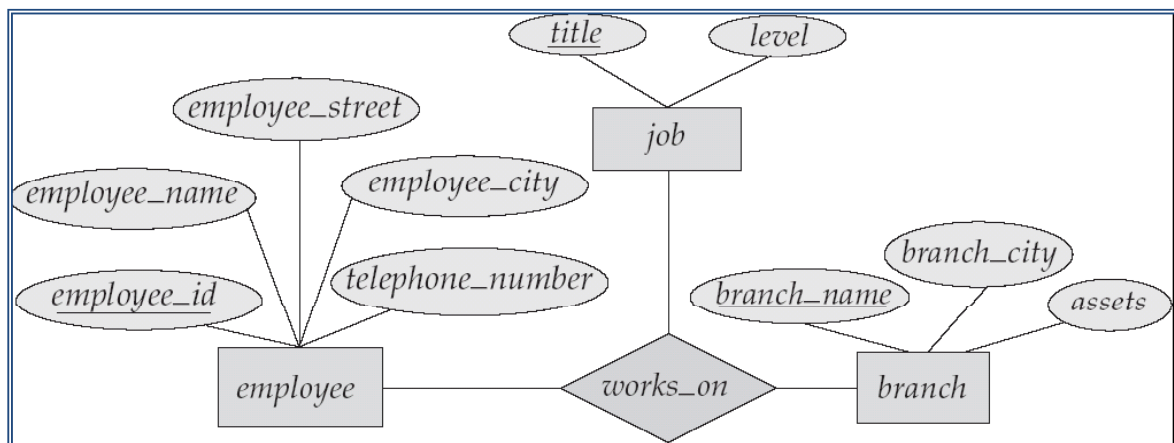 title
level
employee_street
job
employee_name
employee_city
branch_city
employee_id
telephone_number
branch_name
assets
employee
works_on
branch